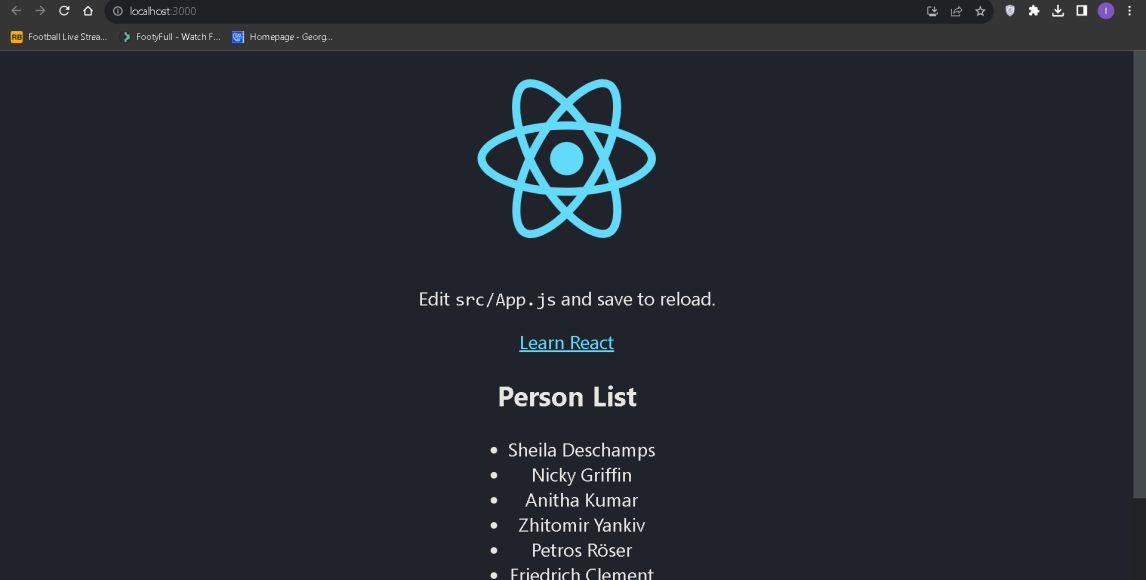 localhost:3000
RB Football Live Strea... FootyFull - Watch F... Homepage - Georg...
Edit src/App.js and save to reload.
Learn React
Person List
Sheila Deschamps
Nicky Griffin
Anitha Kumar
Zhitomir Yankiv
Petros Röser
Friedrich Clement